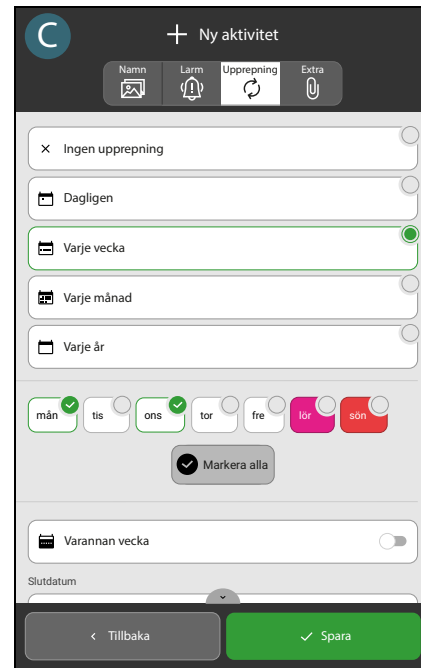 C
Ny aktivitet
Namn Larm Upprepning Extra
Ingen upprepning
Dagligen
Varje vecka
Varje månad
Varje år
mån tis ons tor fre lör sön
Markera alla
Varannan vecka
Slutdatum
Tillbaka Spara